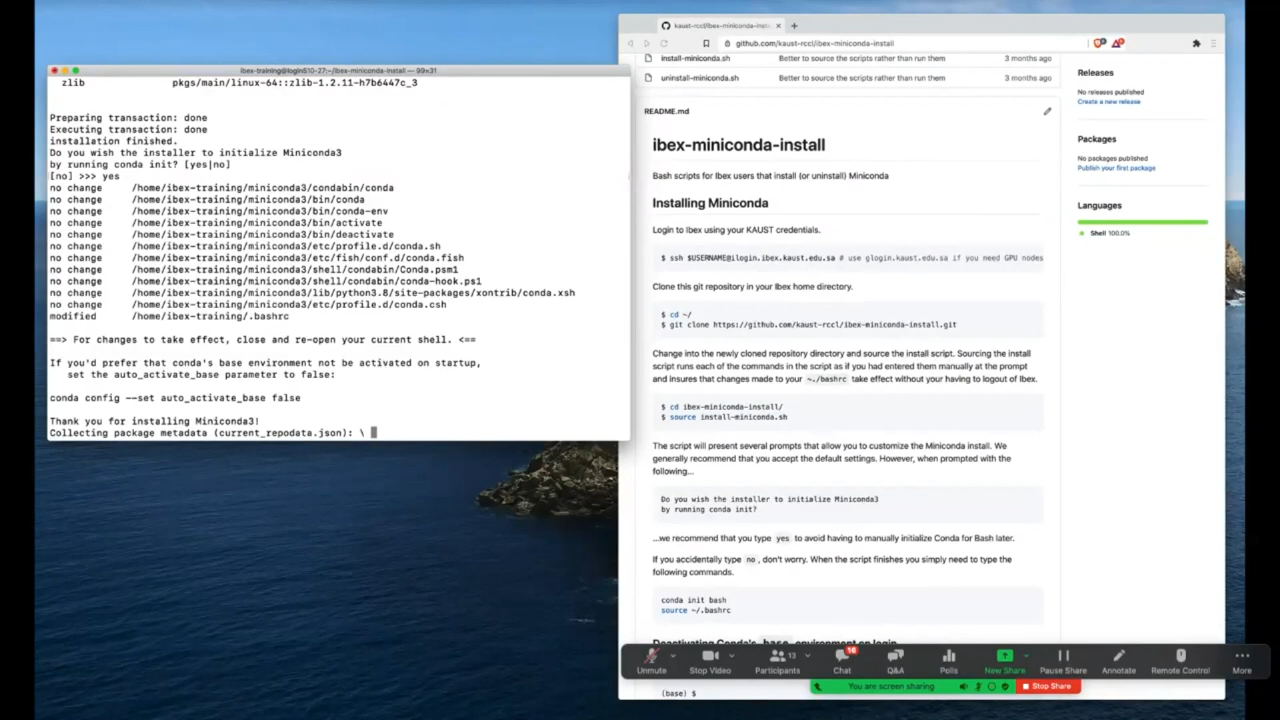 ibex-training@login510-27:~/ibex-miniconda-install — 99×31
zlib pkgs/main/linux-64::zlib-1.2.11-h7b6447c_3
Preparing transaction: done
Executing transaction: done
installation finished.
Do you wish the installer to initialize Miniconda3
by running conda init? [yes|no]
[no] >>> yes
no change /home/ibex-training/miniconda3/condabin/conda
no change /home/ibex-training/miniconda3/bin/conda
no change /home/ibex-training/miniconda3/bin/conda-env
no change /home/ibex-training/miniconda3/bin/activate
no change /home/ibex-training/miniconda3/bin/deactivate
no change /home/ibex-training/miniconda3/etc/profile.d/conda.sh
no change /home/ibex-training/miniconda3/etc/fish/conf.d/conda.fish
no change /home/ibex-training/miniconda3/shell/condabin/Conda.psm1
no change /home/ibex-training/miniconda3/shell/condabin/conda-hook.ps1
no change /home/ibex-training/miniconda3/lib/python3.8/site-packages/xontrib/conda.xsh
no change /home/ibex-training/miniconda3/etc/profile.d/conda.csh
modified /home/ibex-training/.bashrc
==> For changes to take effect, close and re-open your current shell. <==
If you'd prefer that conda's base environment not be activated on startup,
set the auto_activate_base parameter to false:
conda config --set auto_activate_base false
Thank you for installing Miniconda3!
Collecting package metadata (current_repodata.json): \
kaust-rccl/ibex-miniconda-insta
github.com/kaust-rccl/ibex-miniconda-install
install-miniconda.sh Better to source the scripts rather than run them 3 months ago
uninstall-miniconda.sh Better to source the scripts rather than run them 3 months ago
README.md
ibex-miniconda-install
Bash scripts for Ibex users that install (or uninstall) Miniconda
Installing Miniconda
Login to Ibex using your KAUST credentials.
$ ssh $USERNAME@ilogin.ibex.kaust.edu.sa # use glogin.kaust.edu.sa if you need GPU nodes
Clone this git repository in your Ibex home directory.
$ cd ~/
$ git clone https://github.com/kaust-rccl/ibex-miniconda-install.git
Change into the newly cloned repository directory and source the install script. Sourcing the install
script runs each of the commands in the script as if you had entered them manually at the prompt
and insures that changes made to your ~./bashrc take effect without your having to logout of Ibex.
$ cd ibex-miniconda-install/
$ source install-miniconda.sh
The script will present several prompts that allow you to customize the Miniconda install. We
generally recommend that you accept the default settings. However, when prompted with the
following...
Do you wish the installer to initialize Miniconda3
by running conda init?
...we recommend that you type yes to avoid having to manually initialize Conda for Bash later.
If you accidentally type no, don't worry. When the script finishes you simply need to type the
following commands.
conda init bash
source ~/.bashrc
Deactivating Conda's base environment on login
(base) $
Releases
No releases published
Create a new release
Packages
No packages published
Publish your first package
Languages
Shell 100.0%
13
16
Unmute Stop Video Participants Chat Q&A Polls New Share Pause Share Annotate Remote Control More
You are screen sharing Stop Share